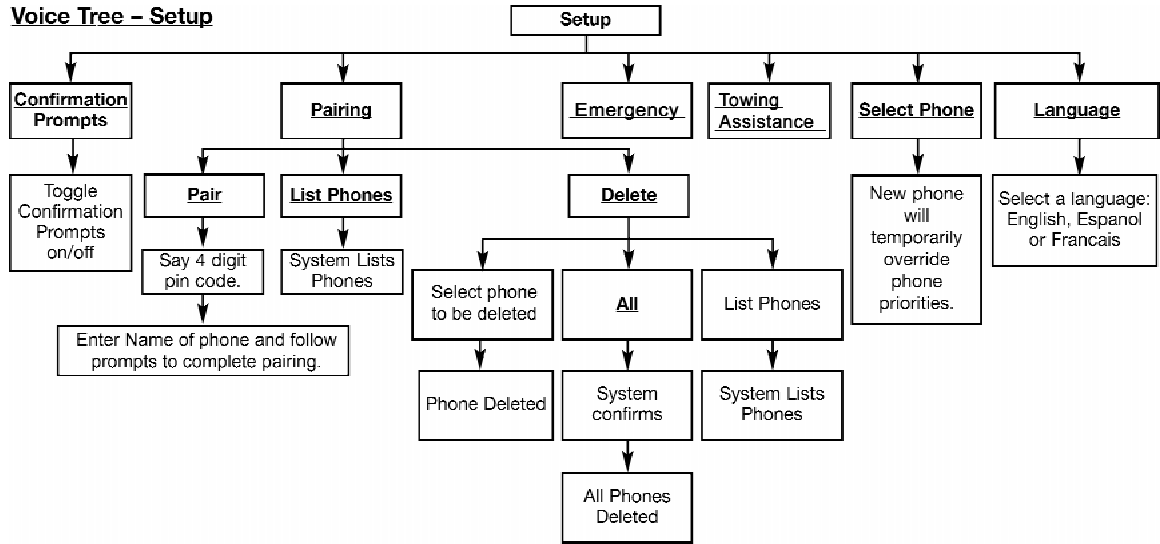 Voice Tree – Setup
Setup
Confirmation
Prompts
Pairing
Emergency
Towing
Assistance
Select Phone
Language
Toggle
Confirmation
Prompts
on/off
Pair
List Phones
Delete
New phone
will
temporarily
override
phone
priorities.
Select a language:
English, Espanol
or Francais
Say 4 digit
pin code.
System Lists
Phones
Select phone
to be deleted
All
List Phones
Enter Name of phone and follow
prompts to complete pairing.
Phone Deleted
System
confirms
System Lists
Phones
All Phones
Deleted